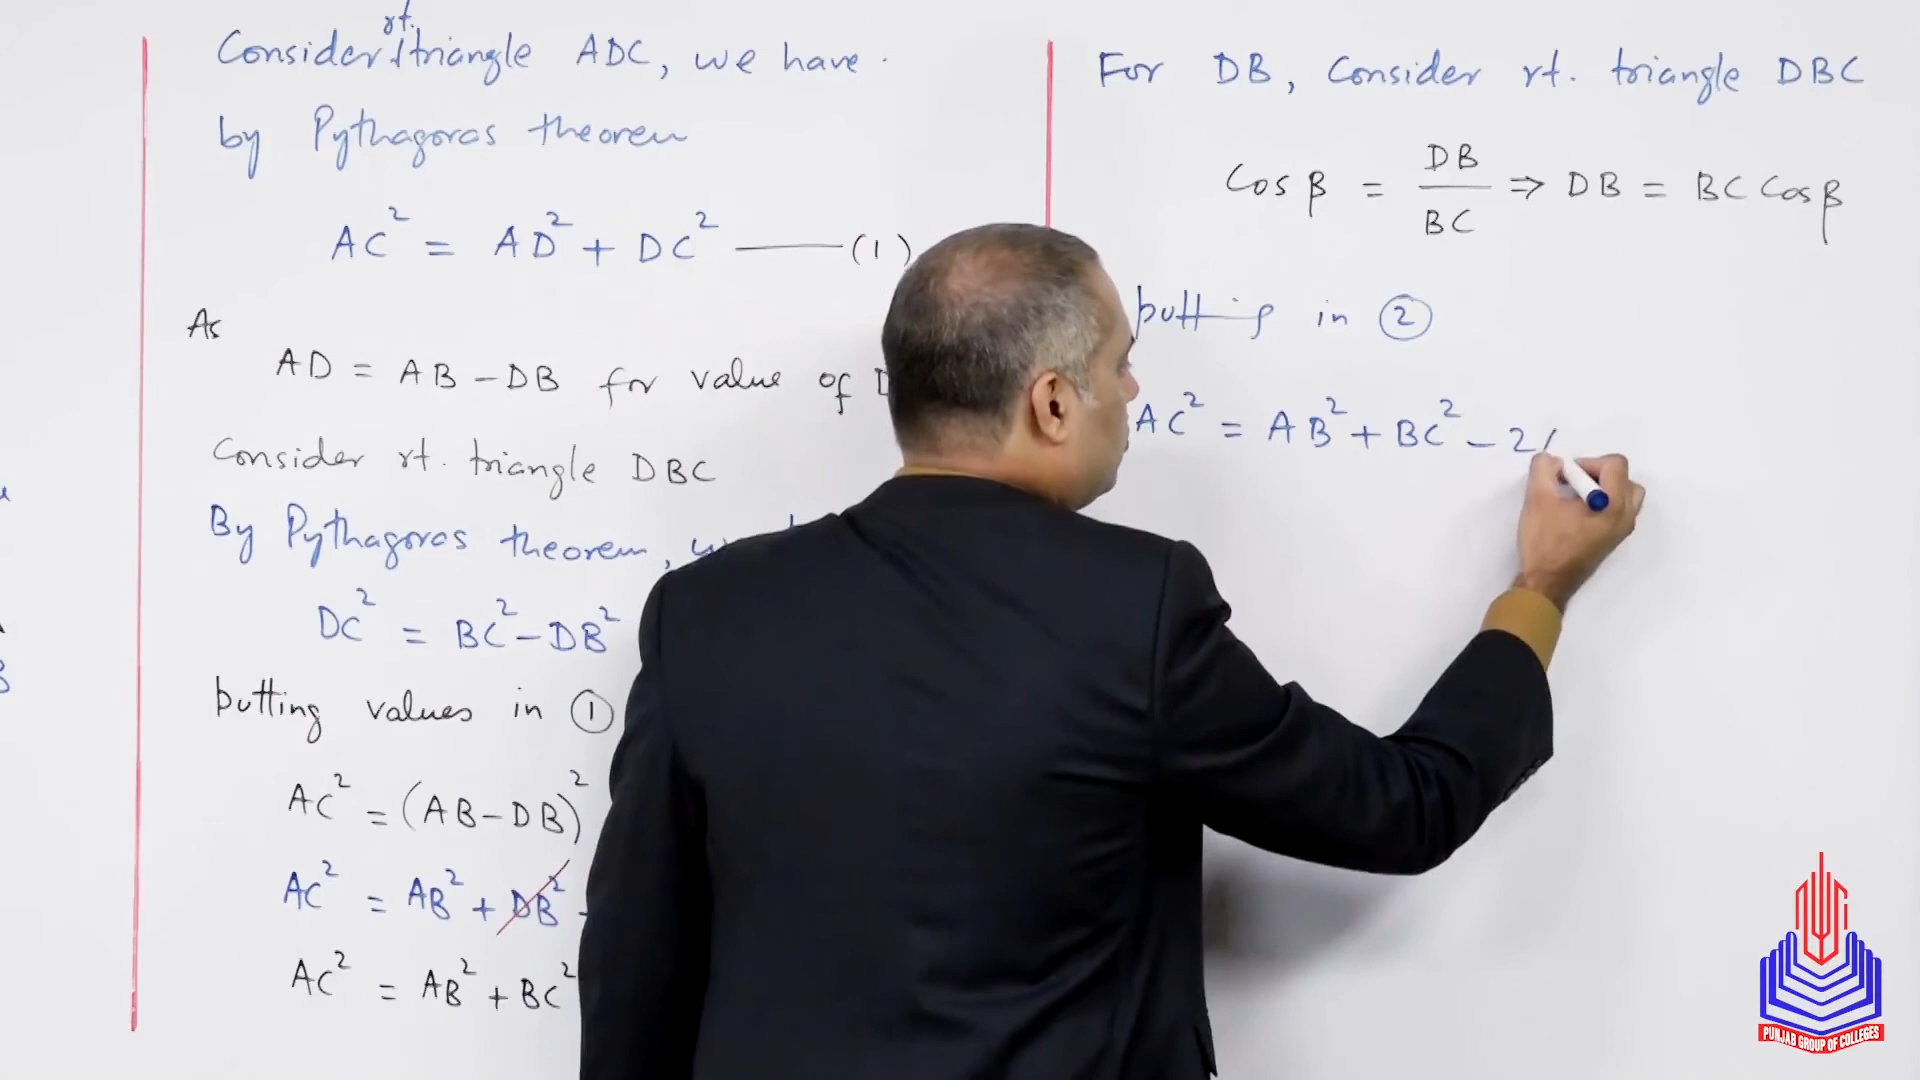 Consider rt. triangle ADC, we have.
by Pythagoras theorem
AC² = AD² + DC² —— (1)
As
AD = AB - DB for value of
Consider rt. triangle DBC
By Pythagoras theorem,
DC² = BC² - DB²
putting values in ①
AC² = (AB - DB)²
AC² = AB² + DB² -
AC² = AB² + BC²
For DB, Consider rt. triangle DBC
Cos β = DB/BC ⇒ DB = BC Cos β
putting in ②
AC² = AB² + BC² - 2
PUNJAB GROUP OF COLLEGES